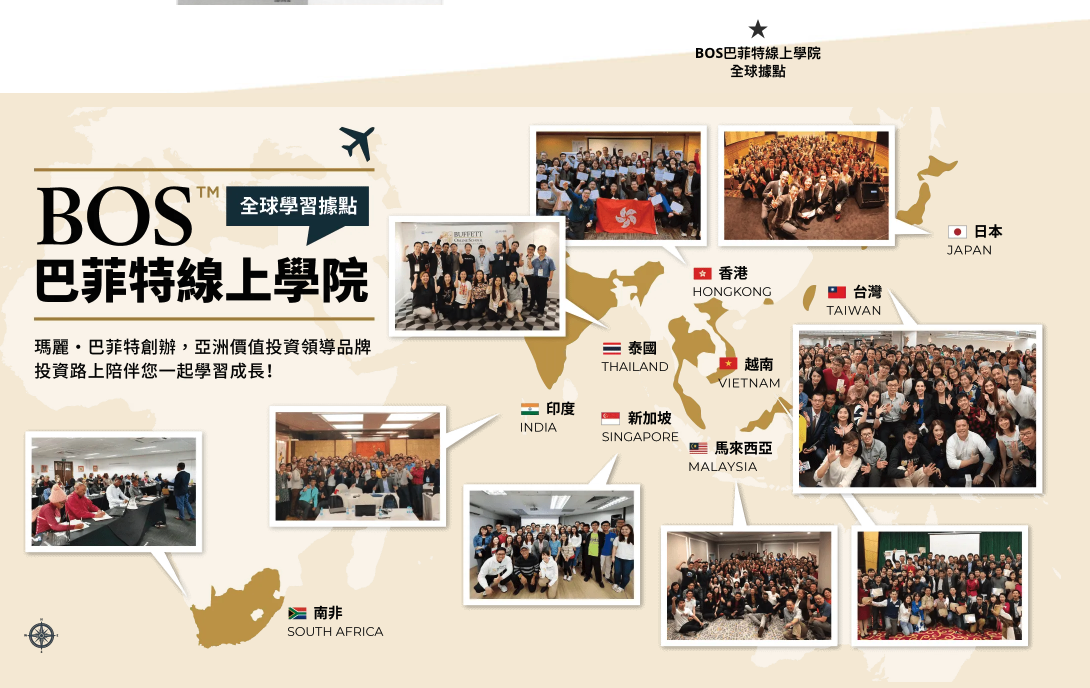 BOS巴菲特線上學院
全球據點
BOS™
全球學習據點
巴菲特線上學院
瑪麗・巴菲特創辦，亞洲價值投資領導品牌
投資路上陪伴您一起學習成長!
BUFFETT
ONLINE SCHOOL
日本
JAPAN
香港
HONGKONG
台灣
TAIWAN
泰國
THAILAND
越南
VIETNAM
印度
INDIA
新加坡
SINGAPORE
馬來西亞
MALAYSIA
南非
SOUTH AFRICA